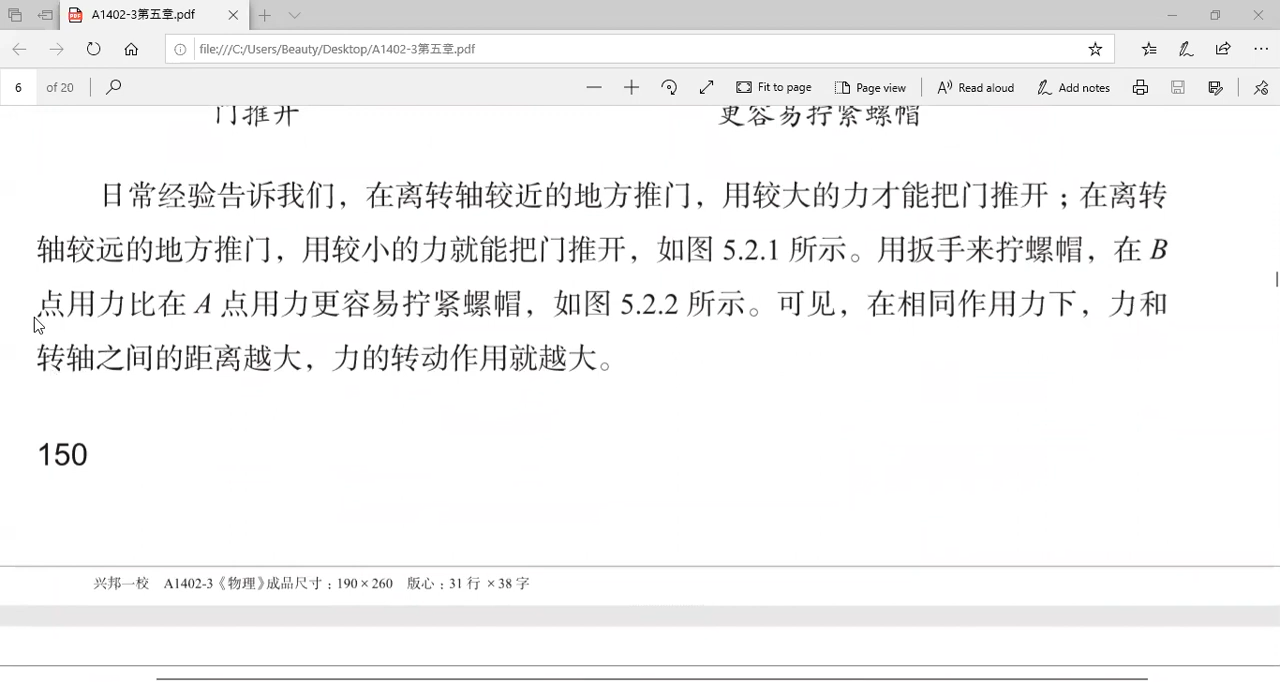 A1402-3第五章.pdf
file:///C:/Users/Beauty/Desktop/A1402-3第五章.pdf
6 of 20 Fit to page Page view Read aloud Add notes
门推开 更容易拧紧螺帽
日常经验告诉我们，在离转轴较近的地方推门，用较大的力才能把门推开；在离转
轴较远的地方推门，用较小的力就能把门推开，如图 5.2.1 所示。用扳手来拧螺帽，在 B
点用力比在 A 点用力更容易拧紧螺帽，如图 5.2.2 所示。可见，在相同作用力下，力和
转轴之间的距离越大，力的转动作用就越大。
150
兴邦一校 A1402-3《物理》成品尺寸：190×260 版心：31 行 ×38 字